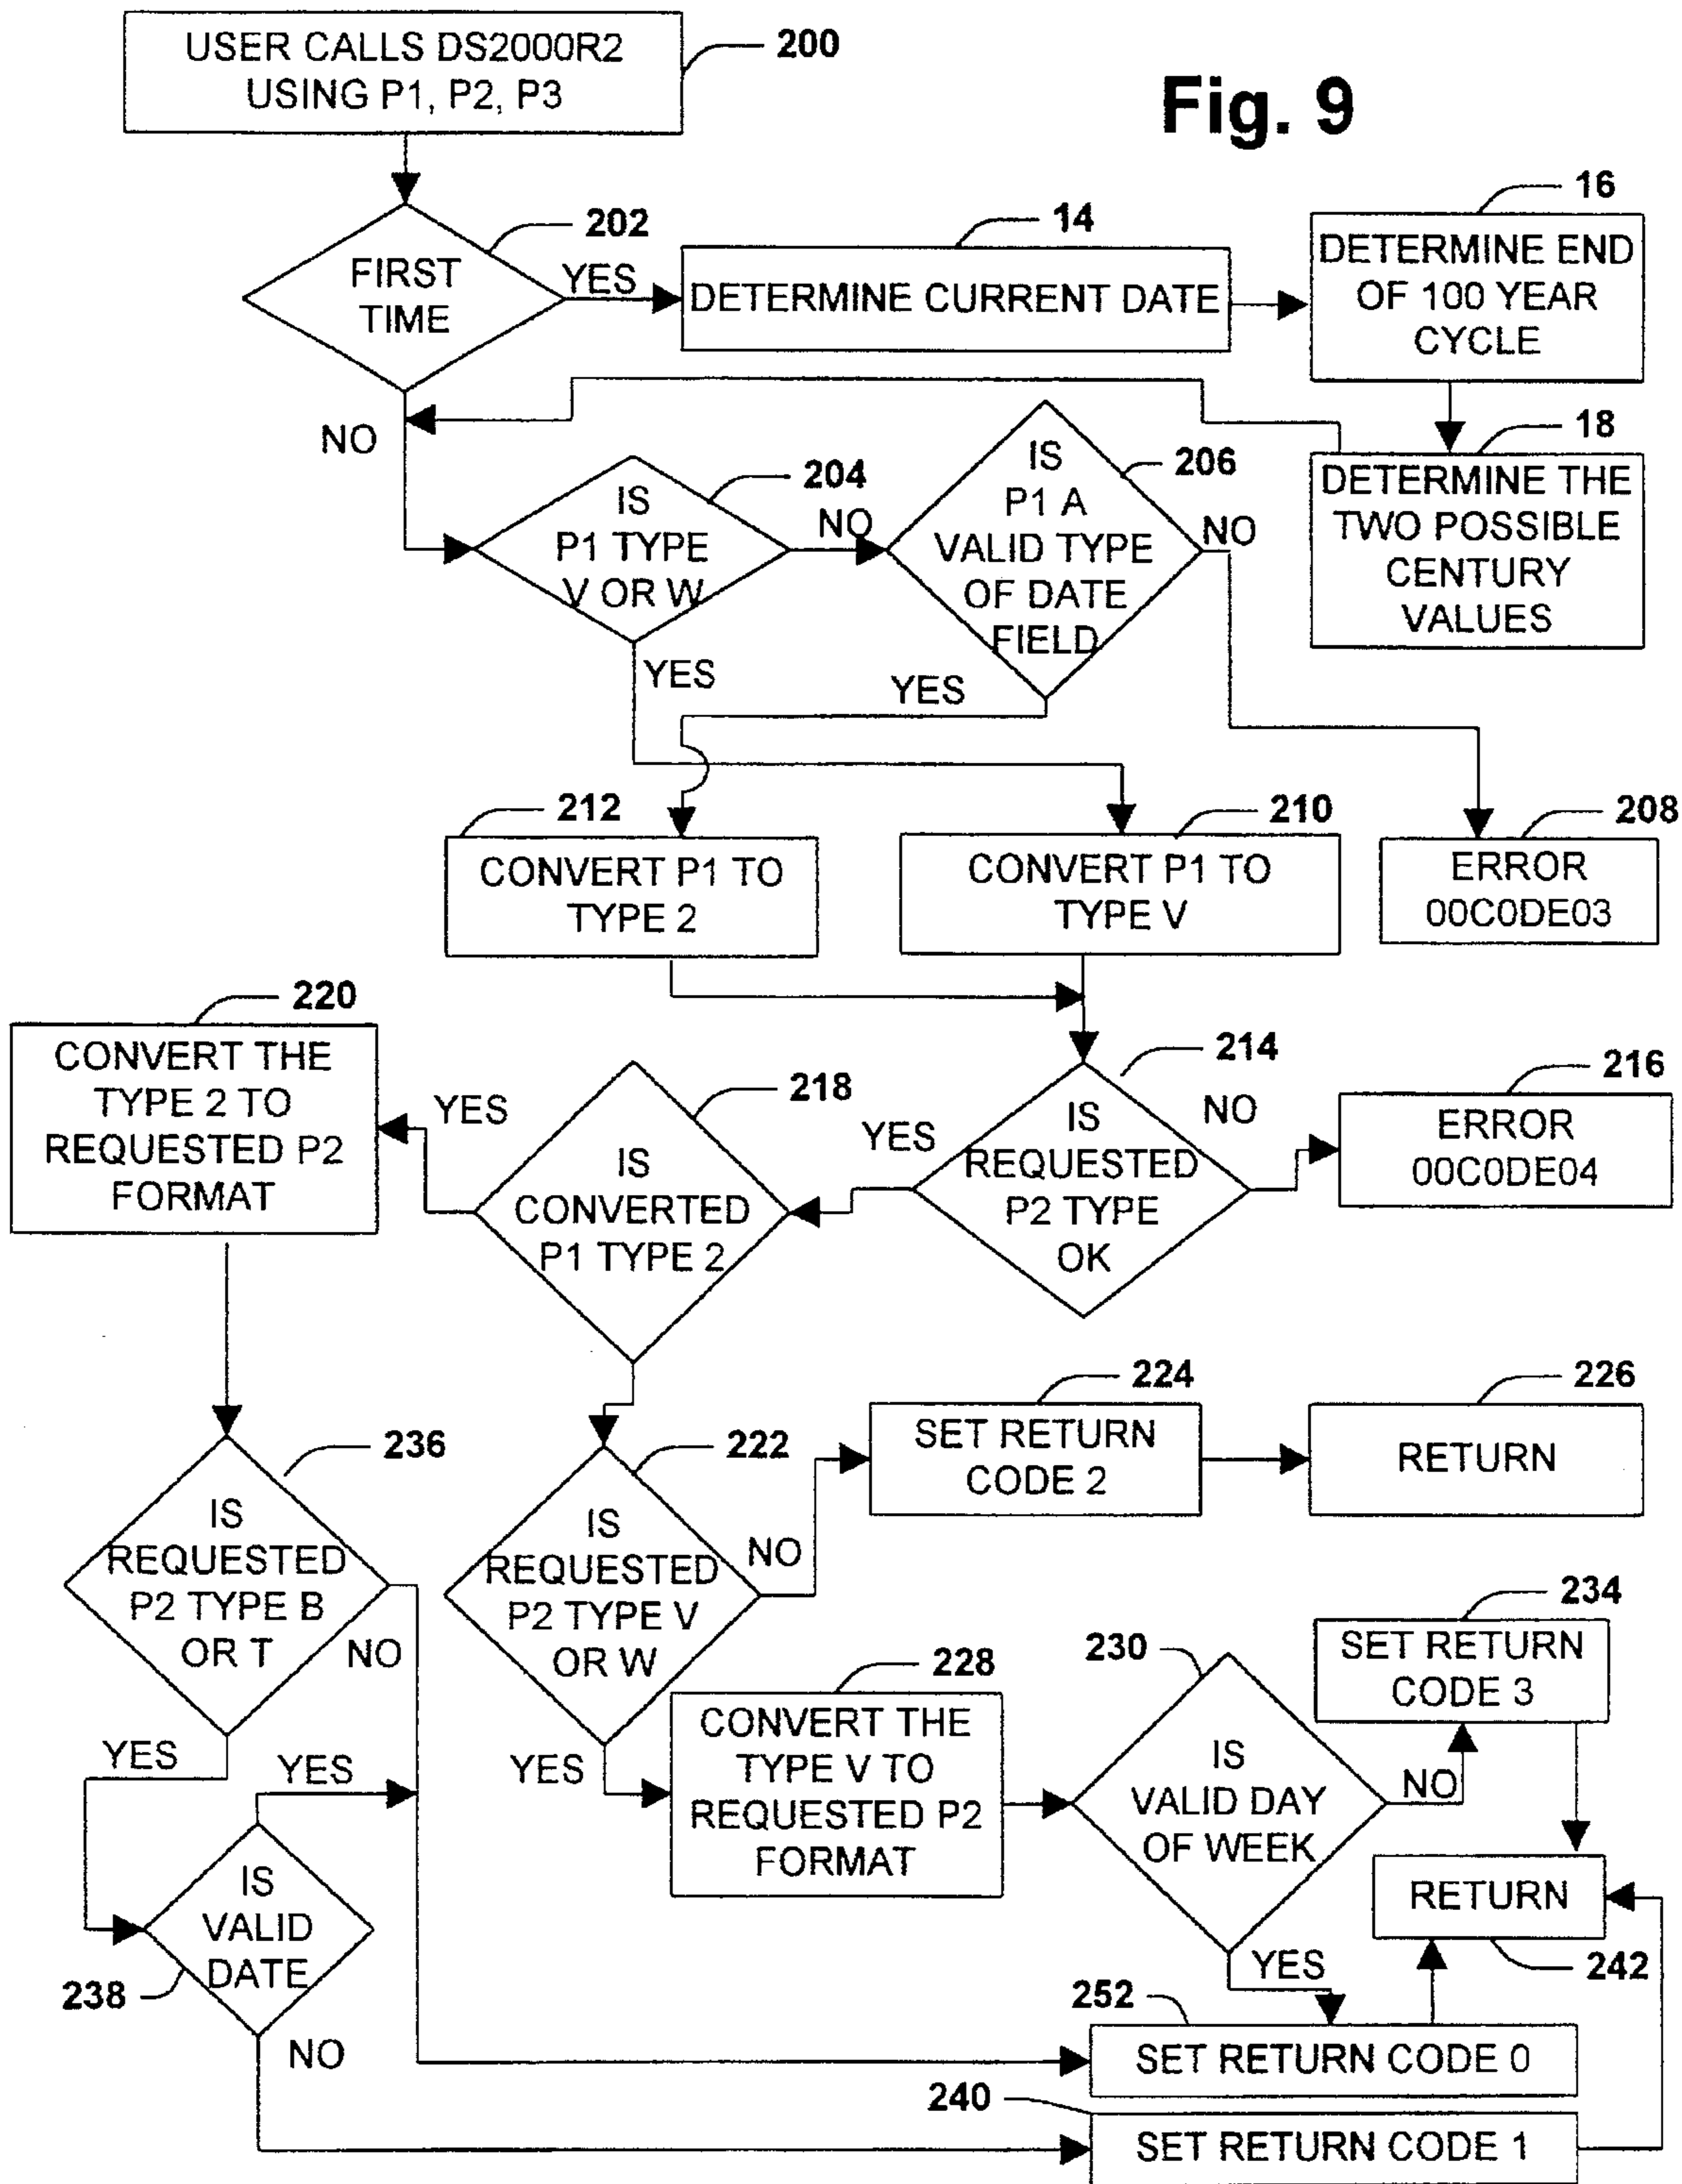 USER CALLS DS2000R2
USING P1, P2, P3
200
Fig. 9
FIRST
TIME
202
YES
NO
14
DETERMINE CURRENT DATE
16
DETERMINE END
OF 100 YEAR
CYCLE
18
DETERMINE THE
TWO POSSIBLE
CENTURY
VALUES
IS
P1 TYPE
V OR W
204
NO
YES
IS
P1 A
VALID TYPE
OF DATE
FIELD
206
NO
YES
212
CONVERT P1 TO
TYPE 2
210
CONVERT P1 TO
TYPE V
208
ERROR
00C0DE03
220
CONVERT THE
TYPE 2 TO
REQUESTED P2
FORMAT
YES
218
IS
CONVERTED
P1 TYPE 2
YES
214
IS
REQUESTED
P2 TYPE
OK
NO
216
ERROR
00C0DE04
236
IS
REQUESTED
P2 TYPE B
OR T
NO
YES
222
IS
REQUESTED
P2 TYPE V
OR W
NO
YES
224
SET RETURN
CODE 2
226
RETURN
228
CONVERT THE
TYPE V TO
REQUESTED P2
FORMAT
230
IS
VALID DAY
OF WEEK
NO
YES
234
SET RETURN
CODE 3
RETURN
242
YES
IS
VALID
DATE
238
NO
252
SET RETURN CODE 0
240
SET RETURN CODE 1